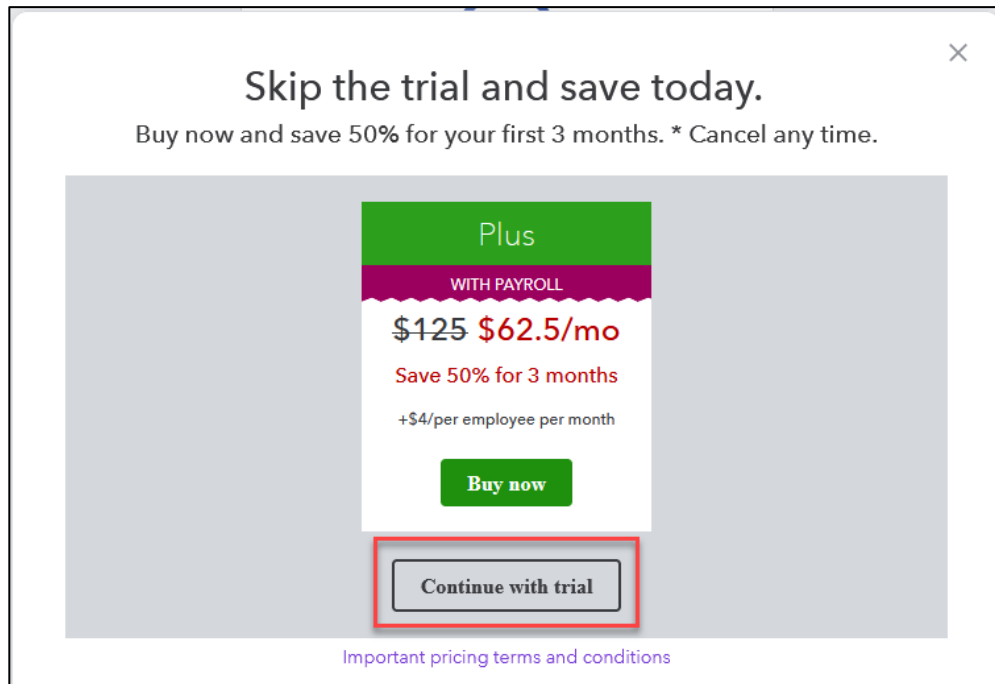 Skip the trial and save today.
Buy now and save 50% for your first 3 months. * Cancel any time.
Plus
WITH PAYROLL
$125 $62.5/mo
Save 50% for 3 months
+$4/per employee per month
Buy now
Continue with trial
Important pricing terms and conditions